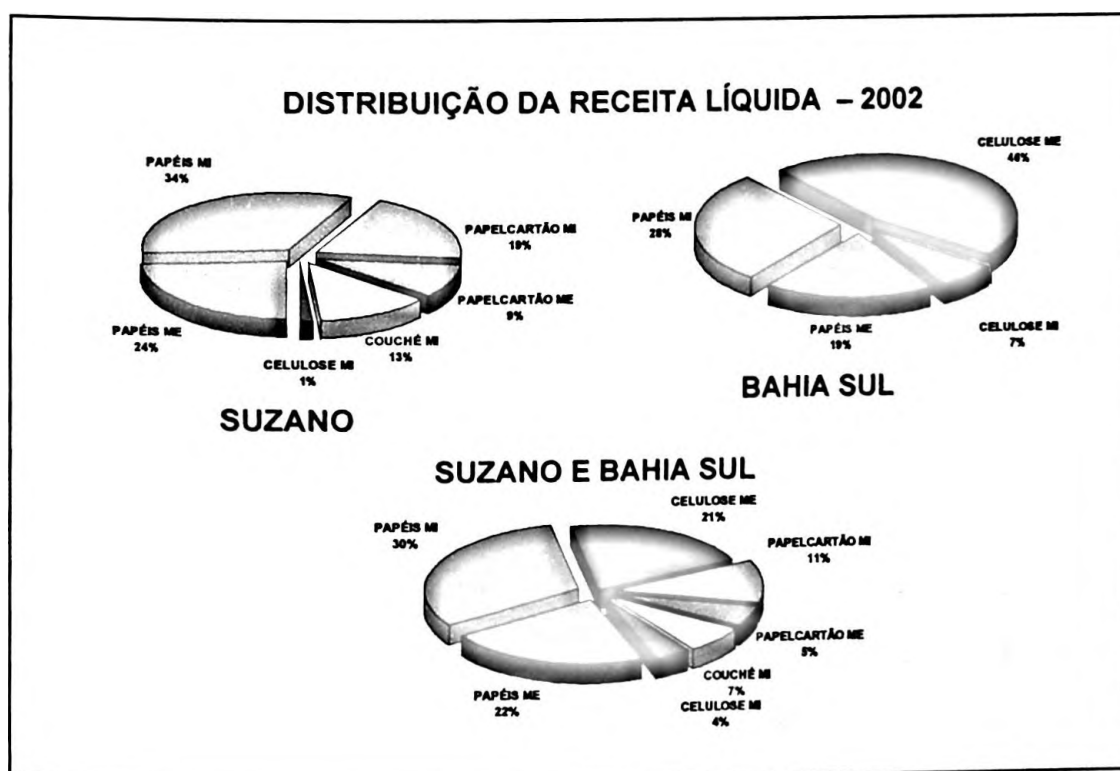 DISTRIBUIÇÃO DA RECEITA LÍQUIDA – 2002
PAPÉIS MI
34%
PAPELCARTÃO MI
19%
PAPELCARTÃO ME
9%
COUCHÉ MI
13%
CELULOSE MI
1%
PAPÉIS ME
24%
SUZANO
CELULOSE ME
46%
PAPÉIS MI
28%
PAPÉIS ME
19%
CELULOSE MI
7%
BAHIA SUL
SUZANO E BAHIA SUL
PAPÉIS MI
30%
CELULOSE ME
21%
PAPELCARTÃO MI
11%
PAPELCARTÃO ME
5%
COUCHÉ MI
7%
CELULOSE MI
4%
PAPÉIS ME
22%